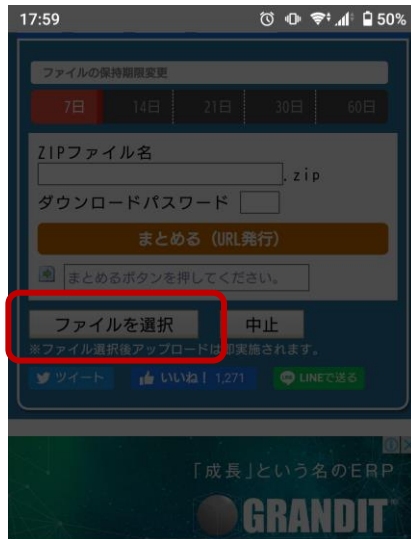 17:59 50%
ファイルの保持期限変更
7日 14日 21日 30日 60日
ZIPファイル名
.zip
ダウンロードパスワード
まとめる（URL発行）
まとめるボタンを押してください。
ファイルを選択 中止
※ファイル選択後アップロードは即実施されます。
ツイート いいね！ 1,271 LINEで送る
「成長」という名のERP
GRANDIT